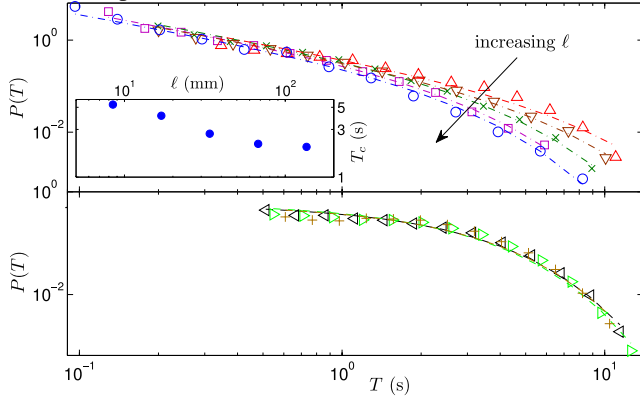 10^0
10^-2
P(T)
increasing ℓ
ℓ (mm)
10^1
10^2
5
3
1
T_c (s)
10^0
10^-2
P(T)
10^-1
10^0
10^1
T (s)